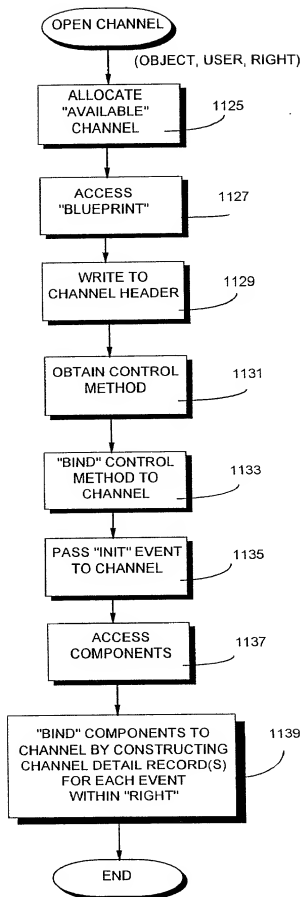 OPEN CHANNEL
(OBJECT, USER, RIGHT)
ALLOCATE
"AVAILABLE"
CHANNEL
1125
ACCESS
"BLUEPRINT"
1127
WRITE TO
CHANNEL HEADER
1129
OBTAIN CONTROL
METHOD
1131
"BIND" CONTROL
METHOD TO
CHANNEL
1133
PASS "INIT" EVENT
TO CHANNEL
1135
ACCESS
COMPONENTS
1137
"BIND" COMPONENTS TO
CHANNEL BY CONSTRUCTING
CHANNEL DETAIL RECORD(S)
FOR EACH EVENT
WITHIN "RIGHT"
1139
END